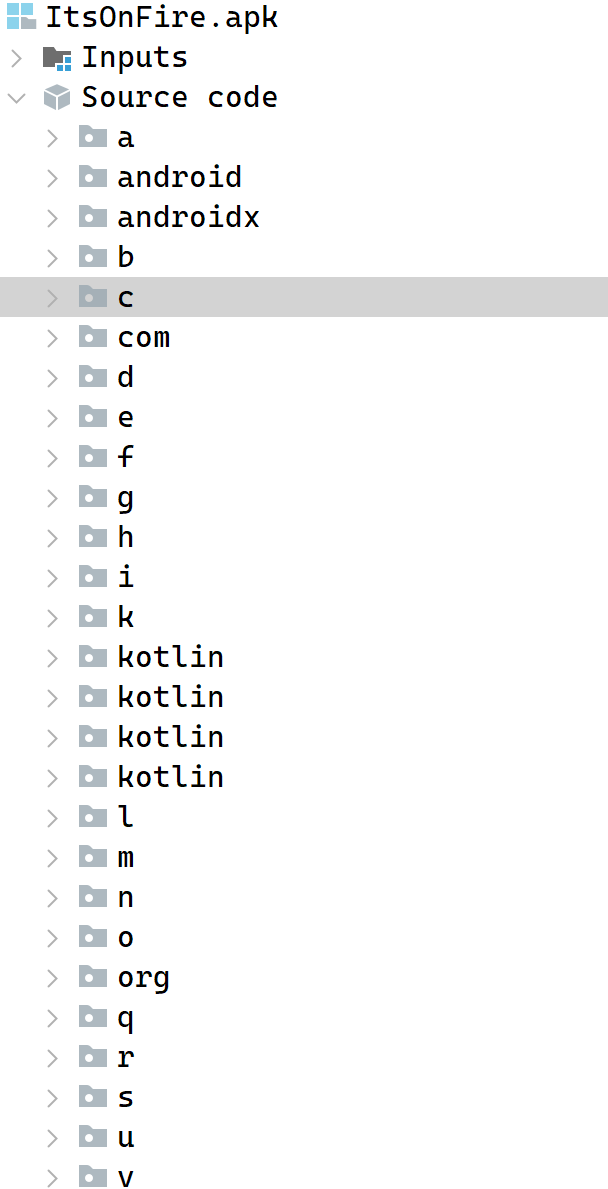 ItsOnFire.apk
Inputs
Source code
a
android
androidx
b
c
com
d
e
f
g
h
i
k
kotlin
kotlin
kotlin
kotlin
l
m
n
o
org
q
r
s
u
v